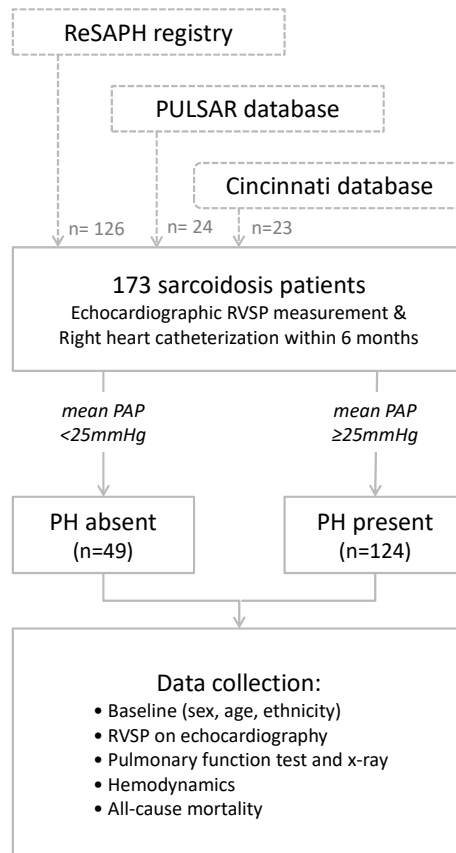 ReSAPH registry
PULSAR database
Cincinnati database
n= 126
n= 24
n=23
173 sarcoidosis patients
Echocardiographic RVSP measurement &
Right heart catheterization within 6 months
mean PAP
<25mmHg
mean PAP
≥25mmHg
PH absent
(n=49)
PH present
(n=124)
Data collection:
• Baseline (sex, age, ethnicity)
• RVSP on echocardiography
• Pulmonary function test and x-ray
• Hemodynamics
• All-cause mortality